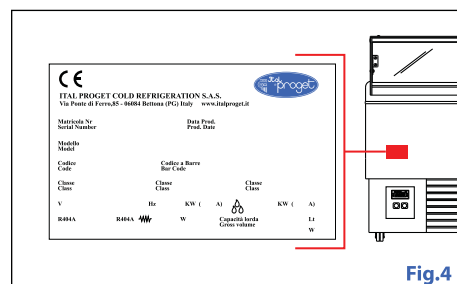 CE
Ital proget
ITAL PROGET COLD REFRIGERATION S.A.S.
Via Ponte di Ferro,85 - 06084 Bettona (PG) Italy www.italproget.it
Matricola Nr Data Prod.
Serial Number Prod. Date
Modello
Model
Codice Codice a Barre
Code Bar Code
Classe Classe Classe
Class Class Class
V Hz KW ( A) KW ( A)
R404A R404A W Capacità lorda Lt
Gross volume
W
Fig.4